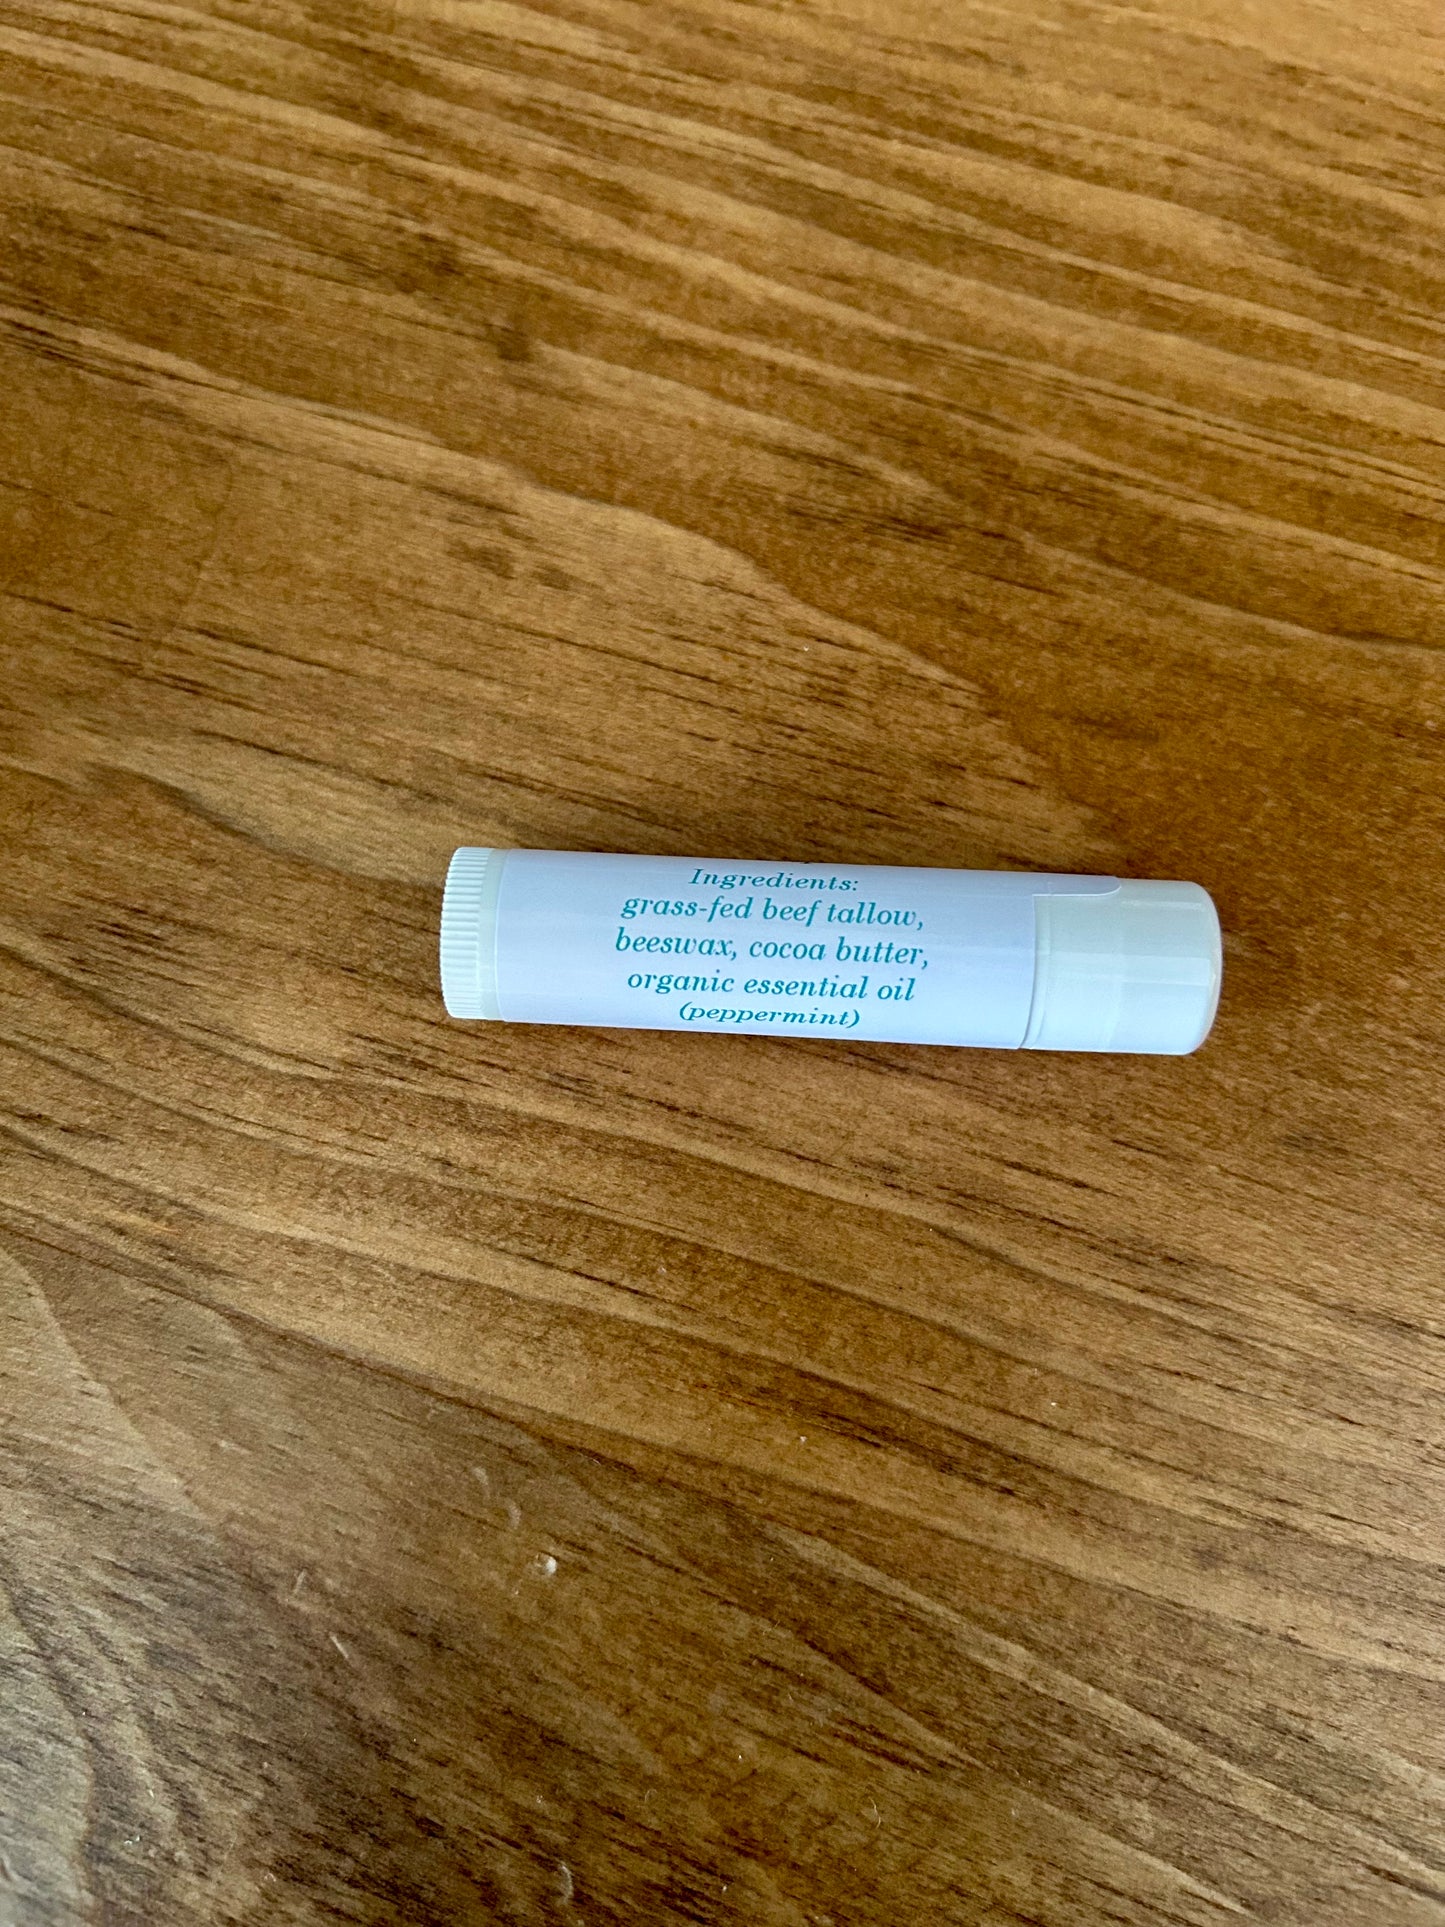 Ingredients:
grass-fed beef tallow,
beeswax, cocoa butter,
organic essential oil
(peppermint)